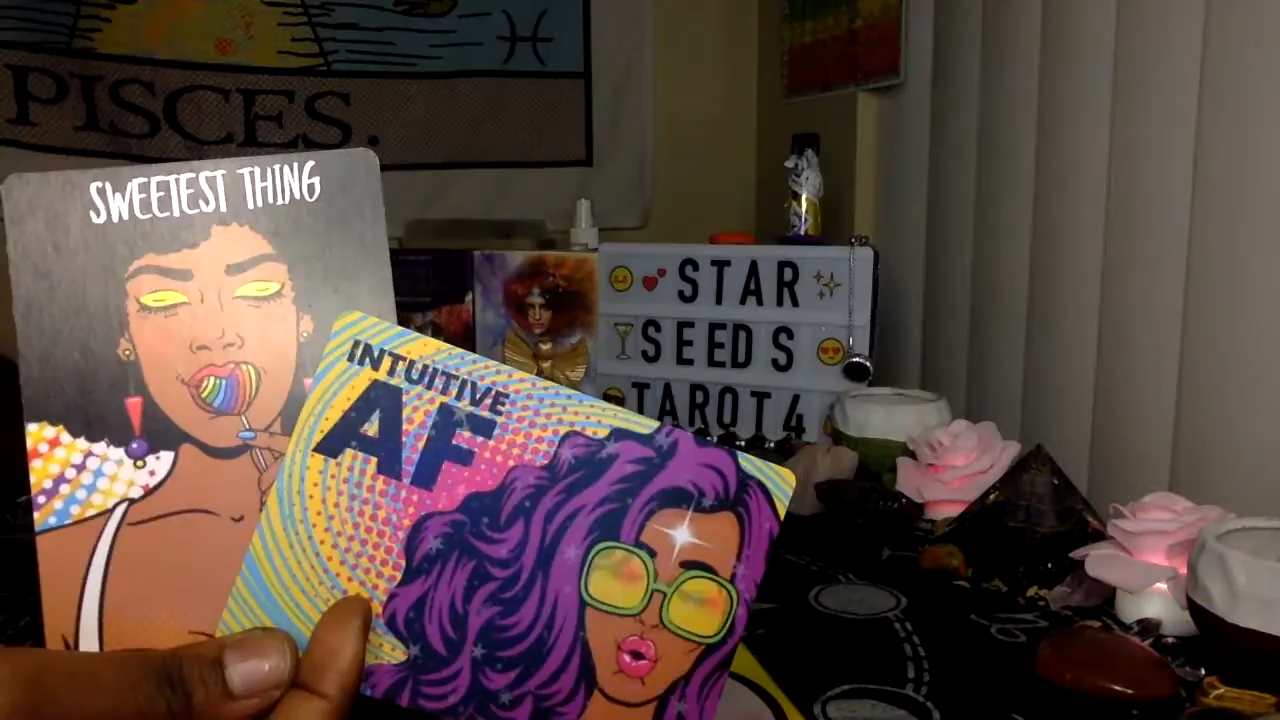 PISCES.
SWEETEST THING
INTUITIVE
AF
STAR
SEEDS
TAROT4